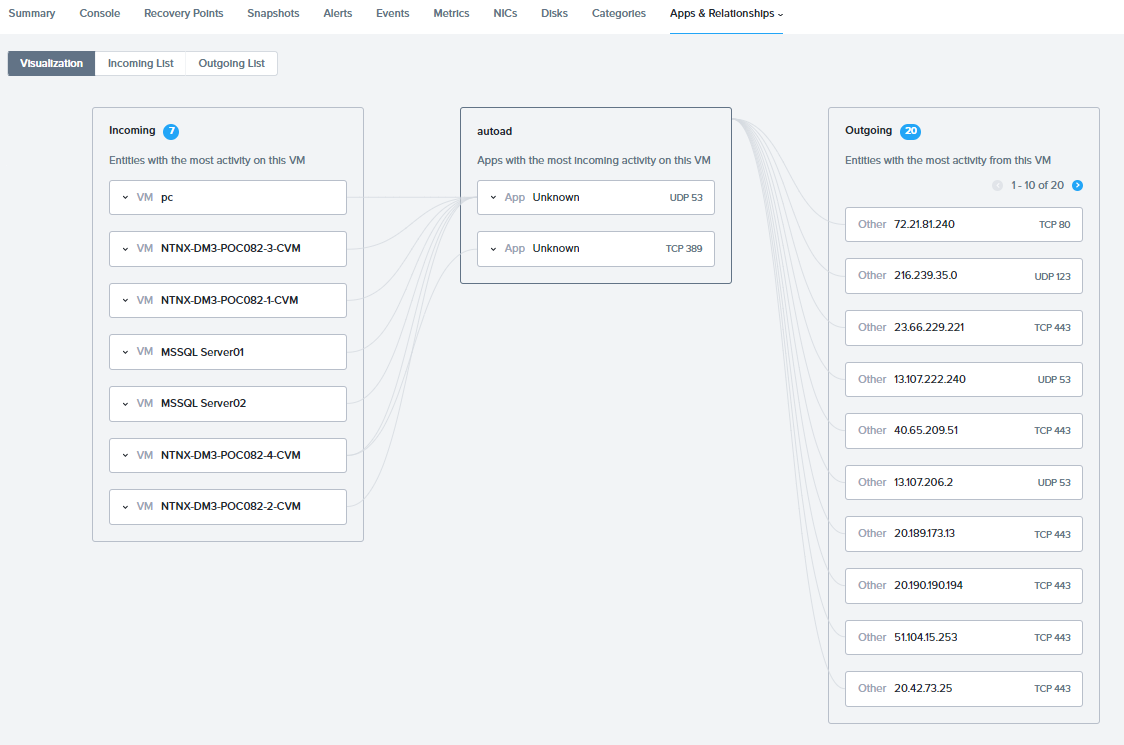 Summary Console Recovery Points Snapshots Alerts Events Metrics NICs Disks Categories Apps & Relationships
Visualization Incoming List Outgoing List
Incoming 7
Entities with the most activity on this VM
VM pc
VM NTNX-DM3-POC082-3-CVM
VM NTNX-DM3-POC082-1-CVM
VM MSSQL Server01
VM MSSQL Server02
VM NTNX-DM3-POC082-4-CVM
VM NTNX-DM3-POC082-2-CVM
autoad
Apps with the most incoming activity on this VM
App Unknown UDP 53
App Unknown TCP 389
Outgoing 20
Entities with the most activity from this VM
1 - 10 of 20
Other 72.21.81.240 TCP 80
Other 216.239.35.0 UDP 123
Other 23.66.229.221 TCP 443
Other 13.107.222.240 UDP 53
Other 40.65.209.51 TCP 443
Other 13.107.206.2 UDP 53
Other 20.189.173.13 TCP 443
Other 20.190.190.194 TCP 443
Other 51.104.15.253 TCP 443
Other 20.42.73.25 TCP 443